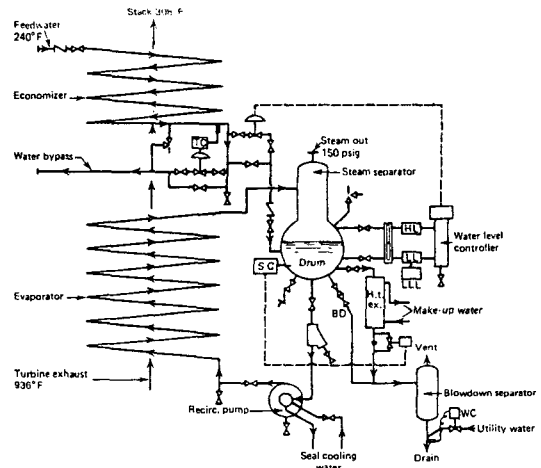 Stack 306°F
Feedwater
240°F
Economizer
TC
Steam out
150 psig
Water bypass
Steam separator
HL
Water level
controller
LL
LLL
Drum
SC
H.t.
ex.
Make-up water
BD
Evaporator
Vent
Turbine exhaust
936°F
Blowdown separator
Recirc. pump
WC
Utility water
Seal cooling
water
Drain